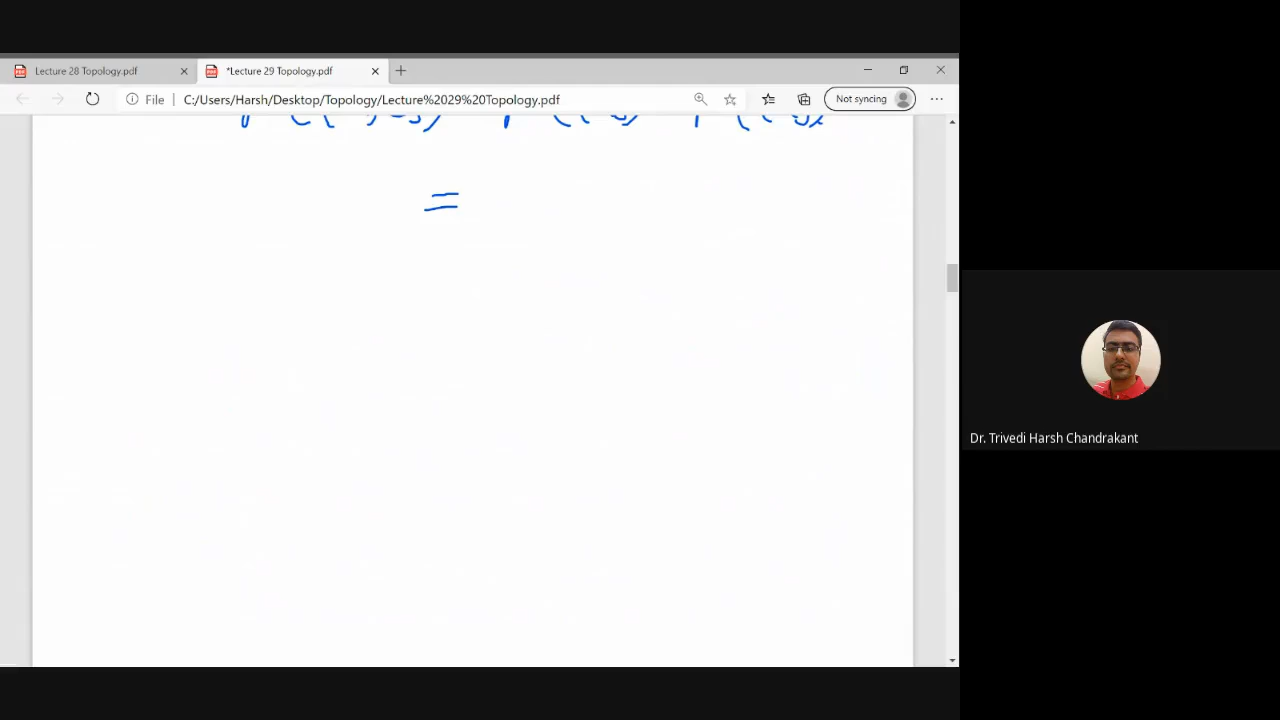 Lecture 28 Topology.pdf
*Lecture 29 Topology.pdf
File
C:/Users/Harsh/Desktop/Topology/Lecture%2029%20Topology.pdf
Not syncing
=
Dr. Trivedi Harsh Chandrakant